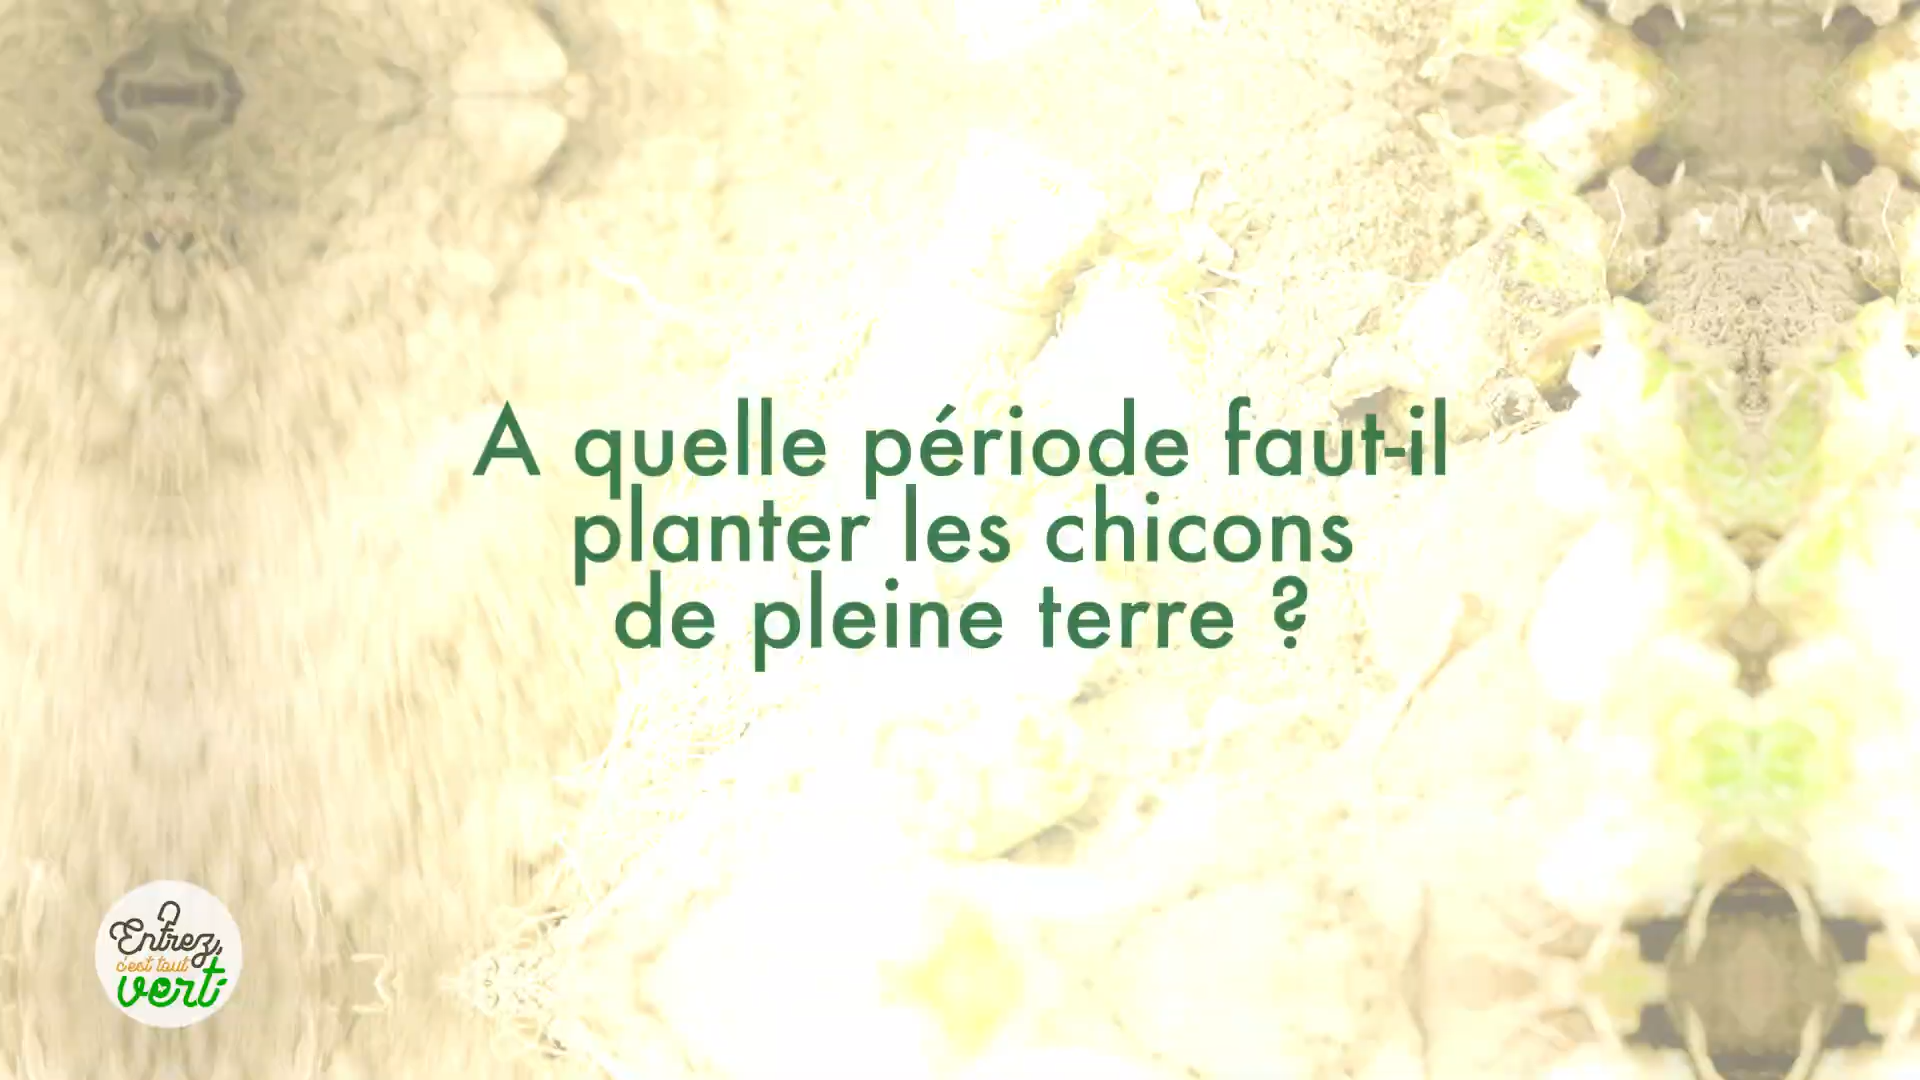 A quelle période faut-il
planter les chicons
de pleine terre ?
Entrez,
c'est tout
vert